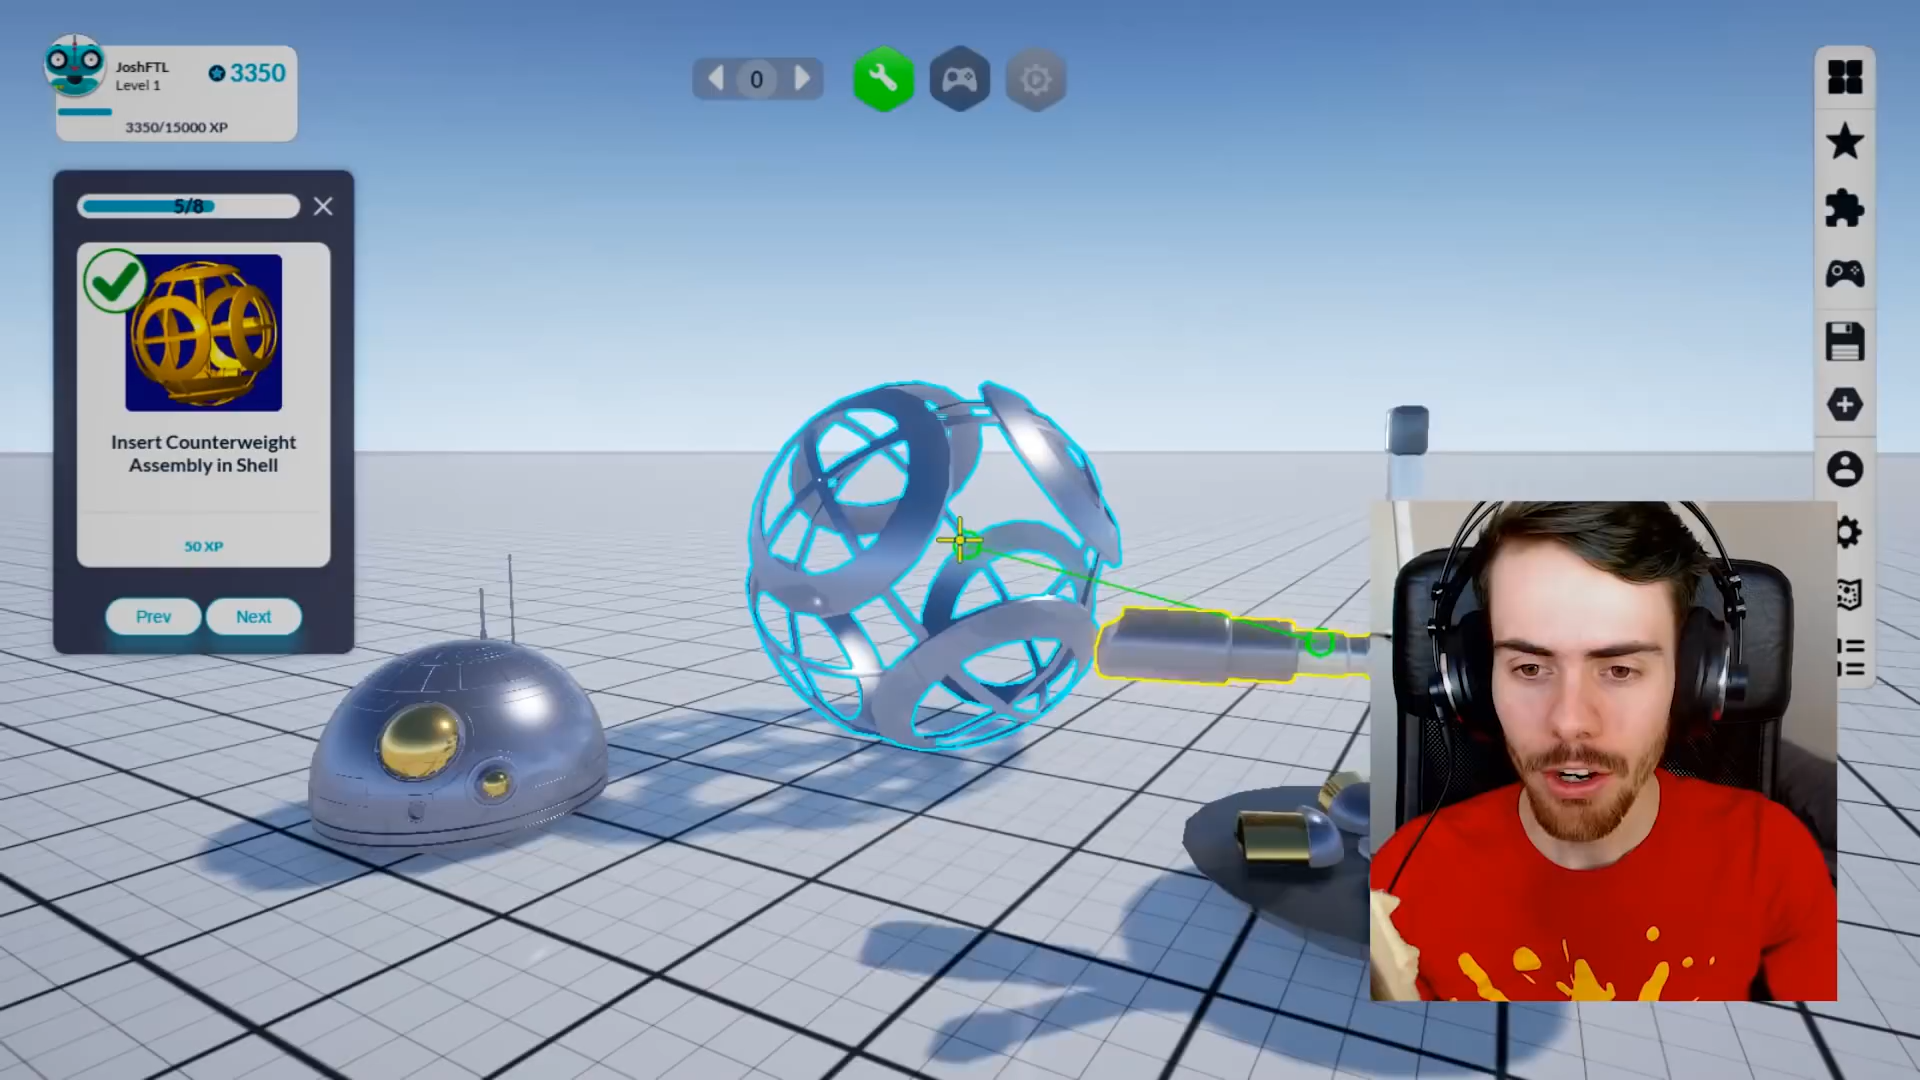 JoshFTL
Level 1
3350
3350/15000 XP
0
5/8
Insert Counterweight
Assembly in Shell
50 XP
Prev
Next